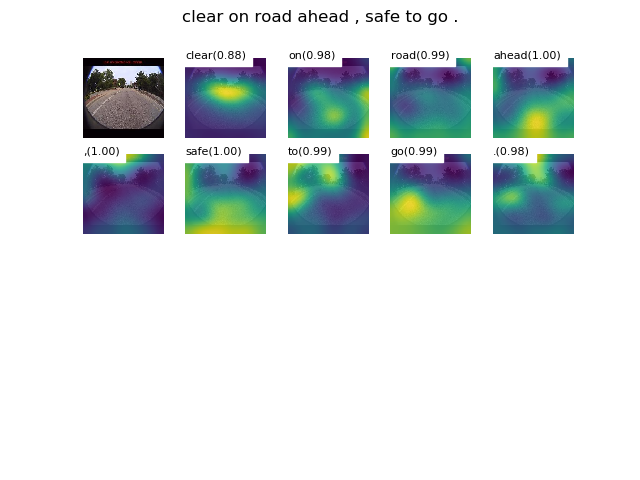 clear on road ahead , safe to go .
clear(0.88) on(0.98) road(0.99) ahead(1.00)
,(1.00) safe(1.00) to(0.99) go(0.99) .(0.98)